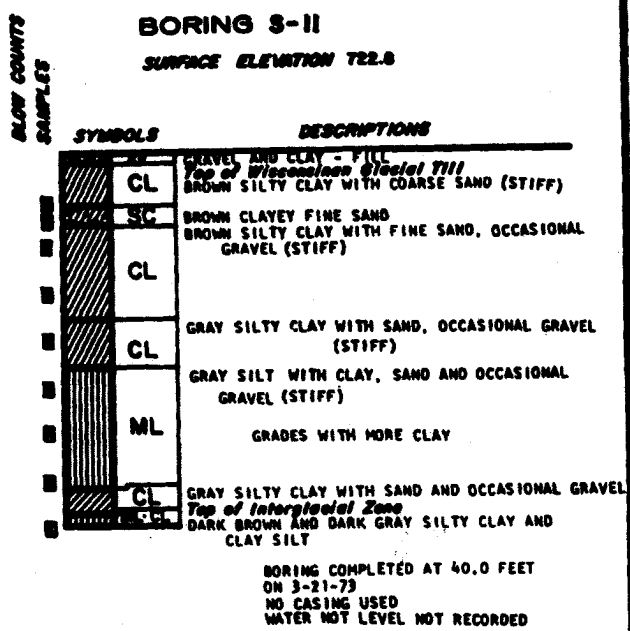 BORING S-11
SURFACE ELEVATION 722.8
BLOW COUNTS
SAMPLES
SYMBOLS
DESCRIPTIONS
GRAVEL AND CLAY - FILL
Top of Wisconsinan Glacial Till
CL
BROWN SILTY CLAY WITH COARSE SAND (STIFF)
SC
BROWN CLAYEY FINE SAND
BROWN SILTY CLAY WITH FINE SAND, OCCASIONAL
GRAVEL (STIFF)
CL
GRAY SILTY CLAY WITH SAND, OCCASIONAL GRAVEL
(STIFF)
CL
GRAY SILT WITH CLAY, SAND AND OCCASIONAL
GRAVEL (STIFF)
ML
GRADES WITH MORE CLAY
CL
GRAY SILTY CLAY WITH SAND AND OCCASIONAL GRAVEL
Top of Interglacial Zone
DARK BROWN AND DARK GRAY SILTY CLAY AND
CLAY SILT
BORING COMPLETED AT 40.0 FEET
ON 3-21-73
NO CASING USED
WATER NOT LEVEL NOT RECORDED